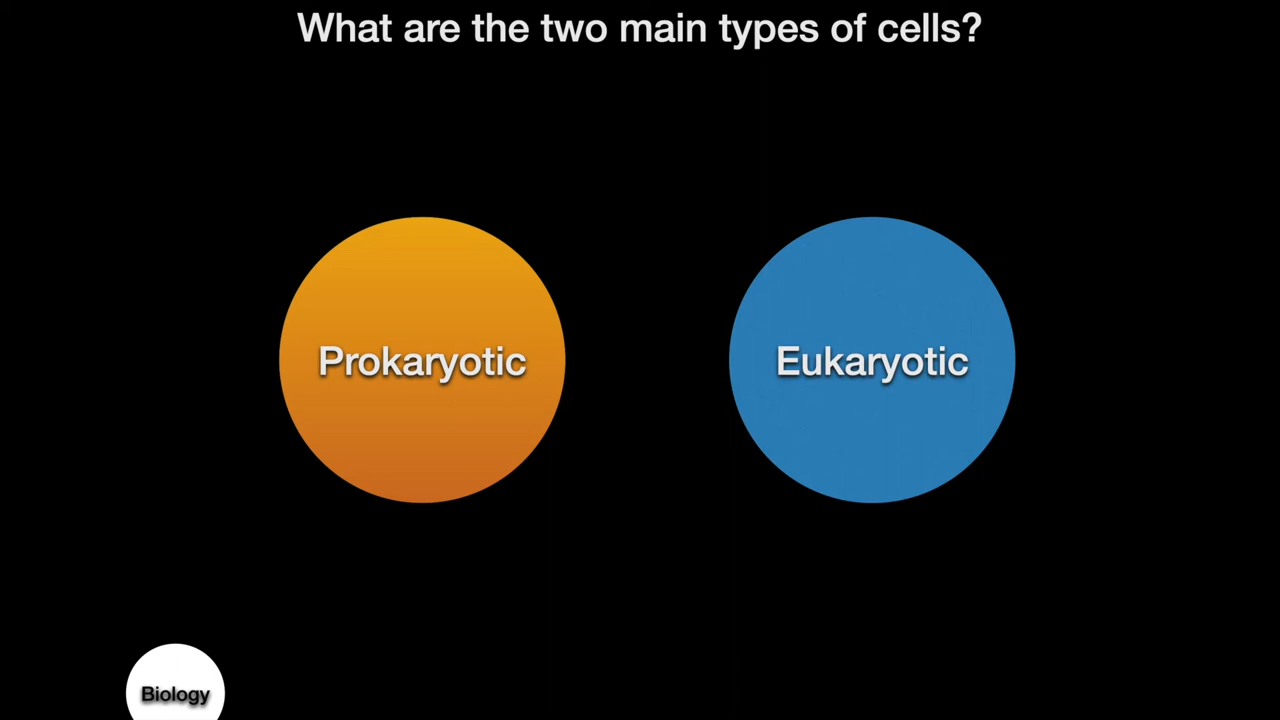 What are the two main types of cells?
Prokaryotic
Eukaryotic
Biology